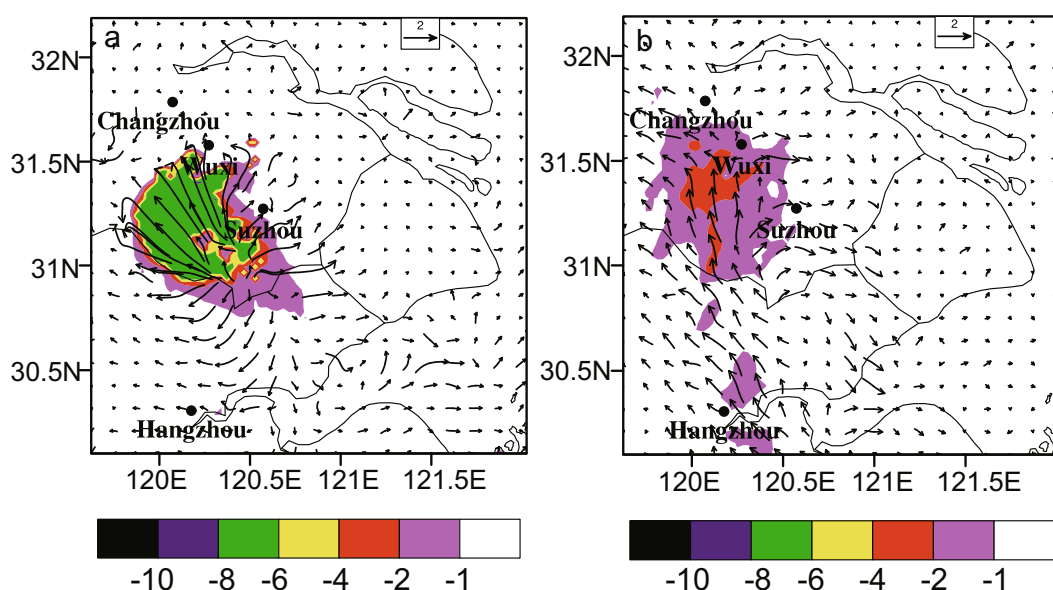 a
2
32N
Changzhou
31.5N
Wuxi
Suzhou
31N
30.5N
Hangzhou
120E 120.5E 121E 121.5E
-10 -8 -6 -4 -2 -1
b
2
32N
Changzhou
31.5N
Wuxi
Suzhou
31N
30.5N
Hangzhou
120E 120.5E 121E 121.5E
-10 -8 -6 -4 -2 -1